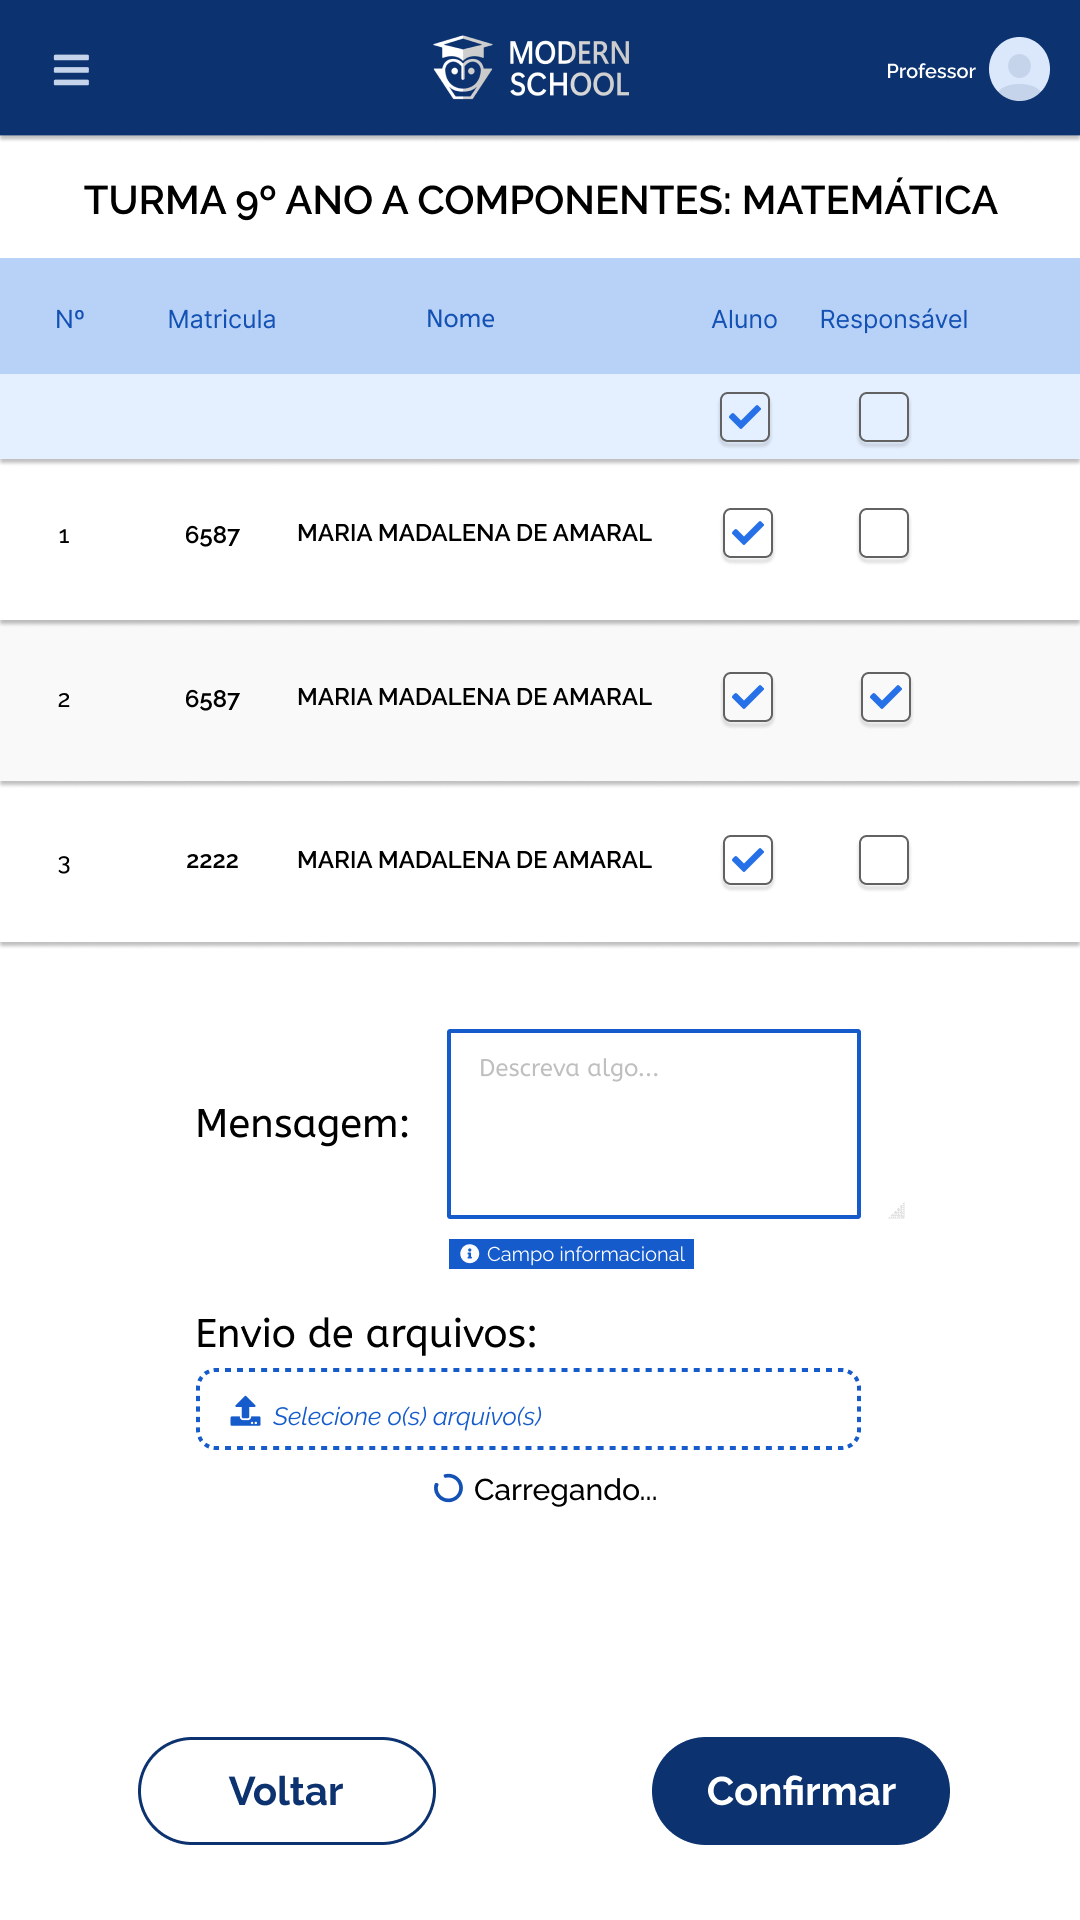 MODERN
SCHOOL
Professor
TURMA 9º ANO A COMPONENTES: MATEMÁTICA
Nº Matricula Nome Aluno Responsável
1 6587 MARIA MADALENA DE AMARAL
2 6587 MARIA MADALENA DE AMARAL
3 2222 MARIA MADALENA DE AMARAL
Descreva algo...
Mensagem:
Campo informacional
Envio de arquivos:
Selecione o(s) arquivo(s)
Carregando...
Voltar Confirmar